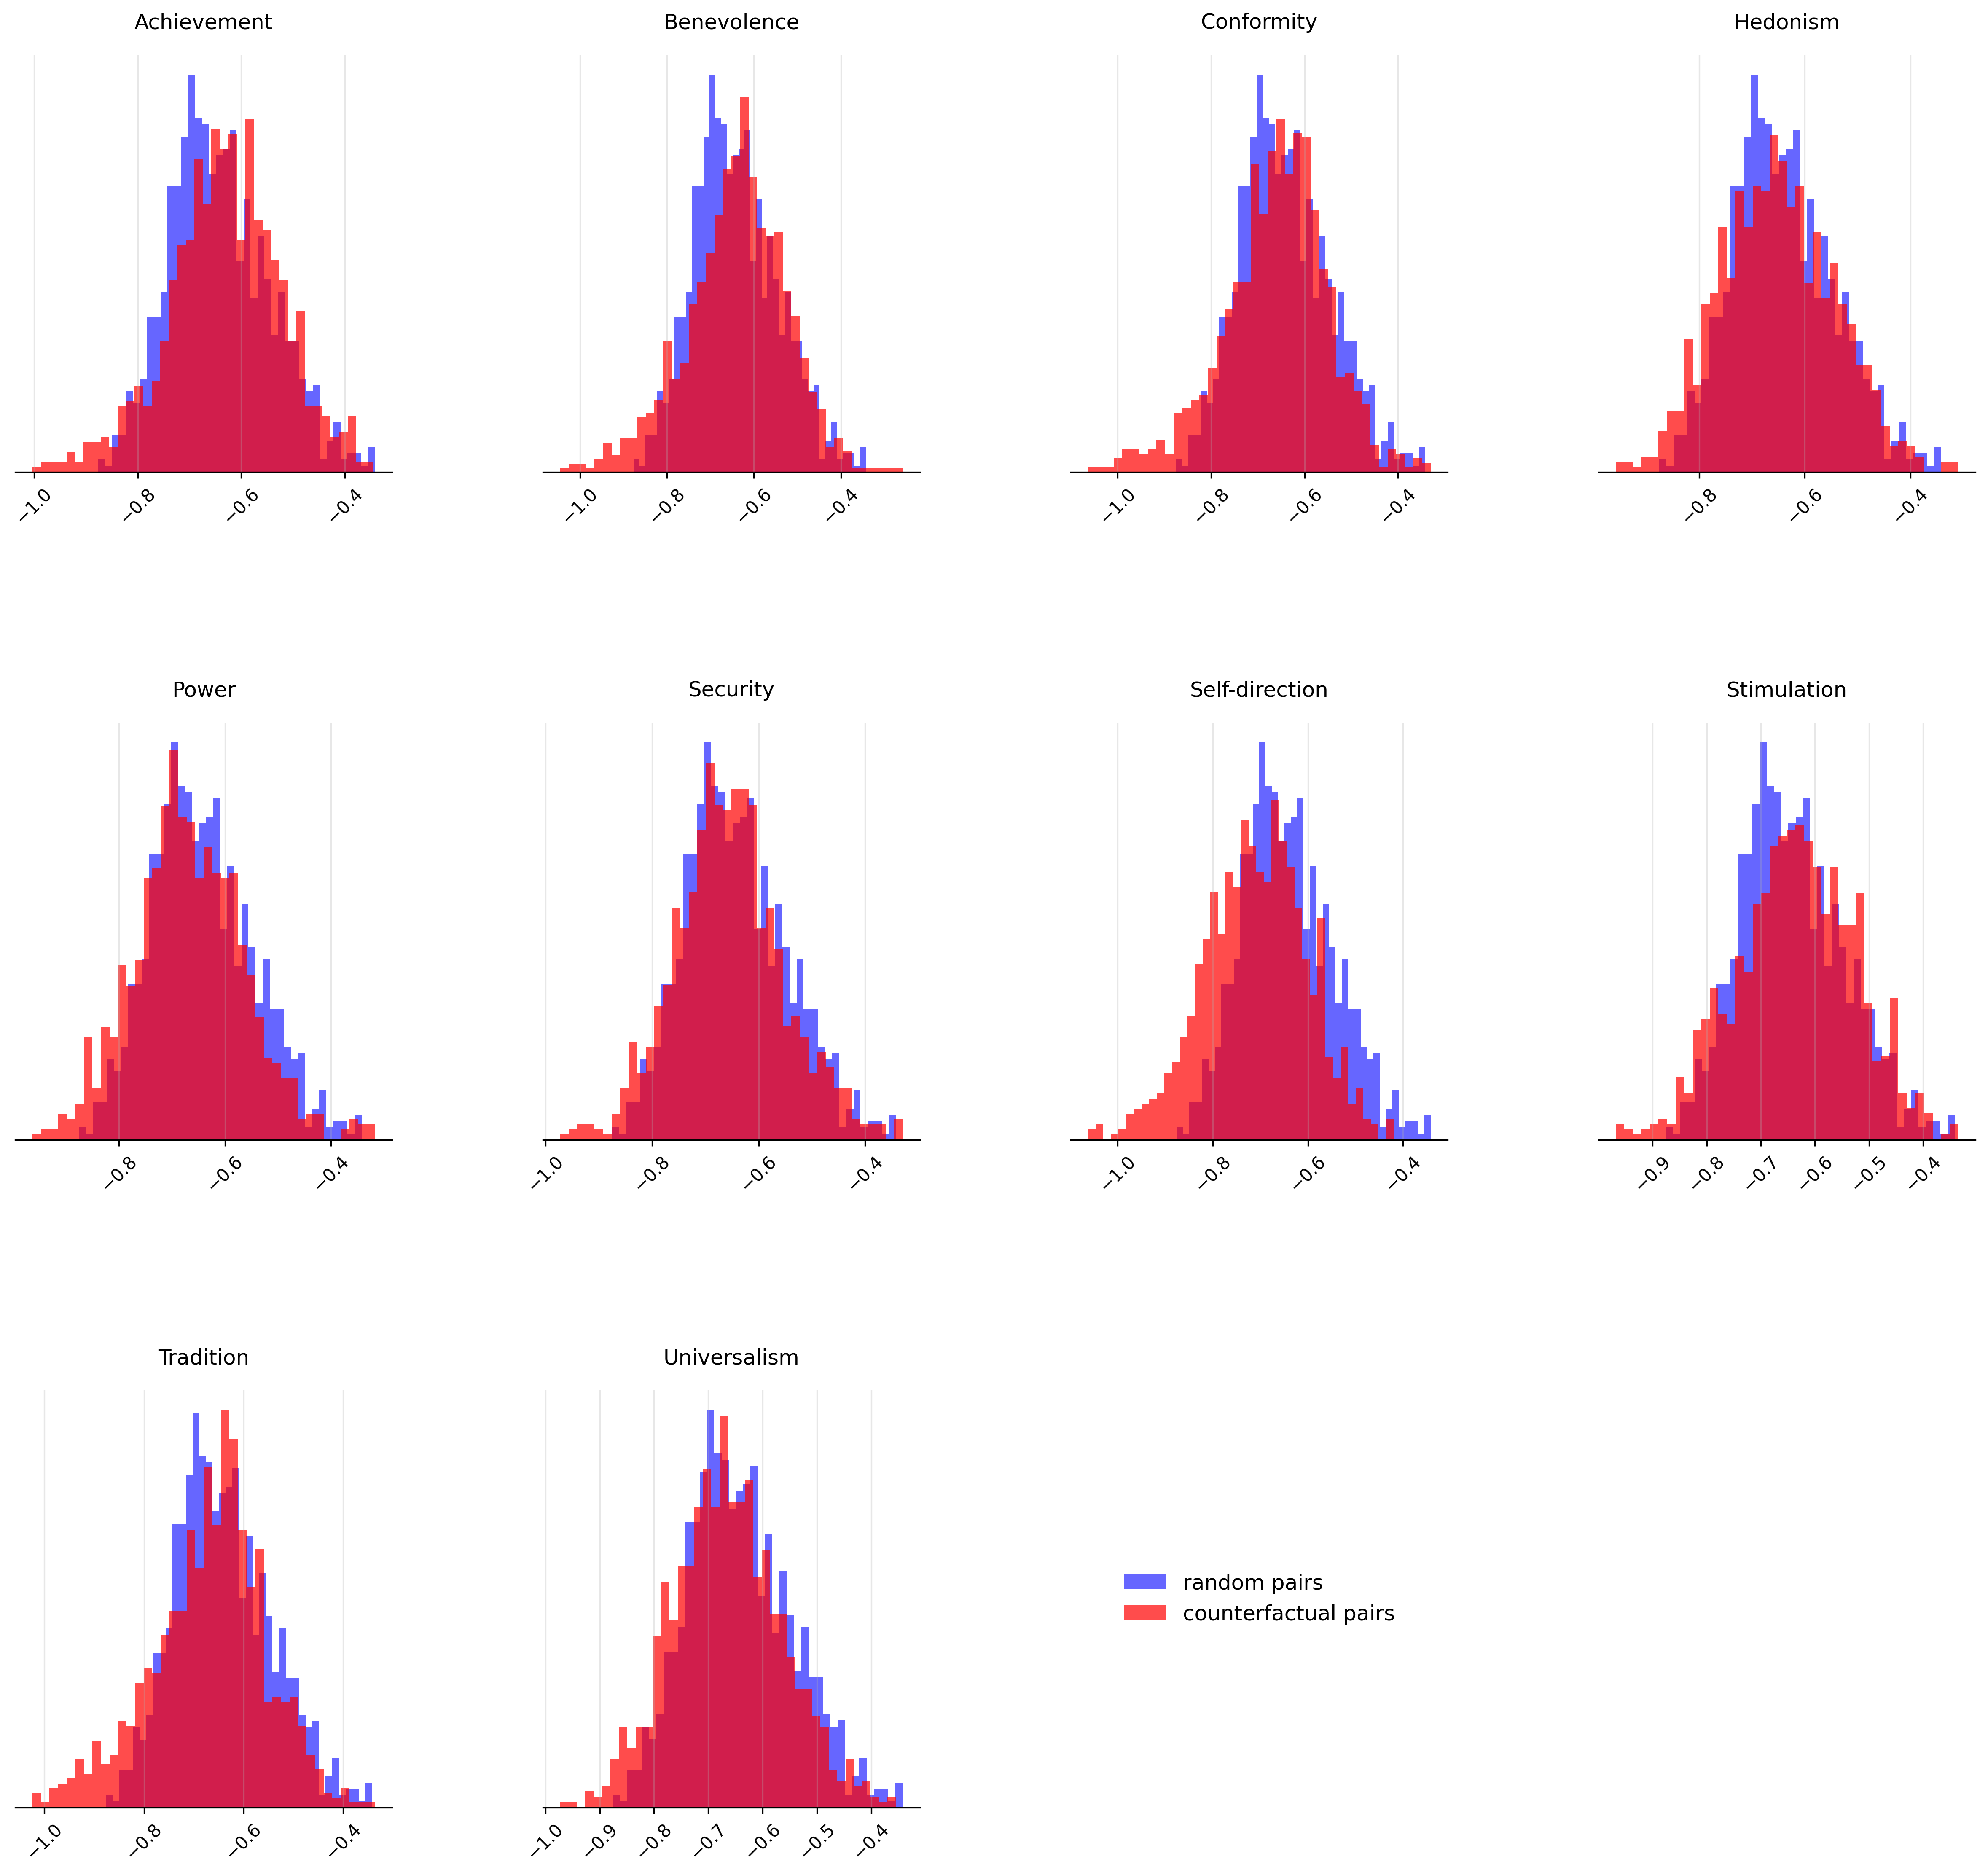 Achievement
Benevolence
Conformity
Hedonism
−1.0 −0.8 −0.6 −0.4
−1.0 −0.8 −0.6 −0.4
−1.0 −0.8 −0.6 −0.4
−0.8 −0.6 −0.4
Power
Security
Self-direction
Stimulation
−0.8 −0.6 −0.4
−1.0 −0.8 −0.6 −0.4
−1.0 −0.8 −0.6 −0.4
−0.9 −0.8 −0.7 −0.6 −0.5 −0.4
Tradition
Universalism
random pairs
counterfactual pairs
−1.0 −0.8 −0.6 −0.4
−1.0 −0.9 −0.8 −0.7 −0.6 −0.5 −0.4